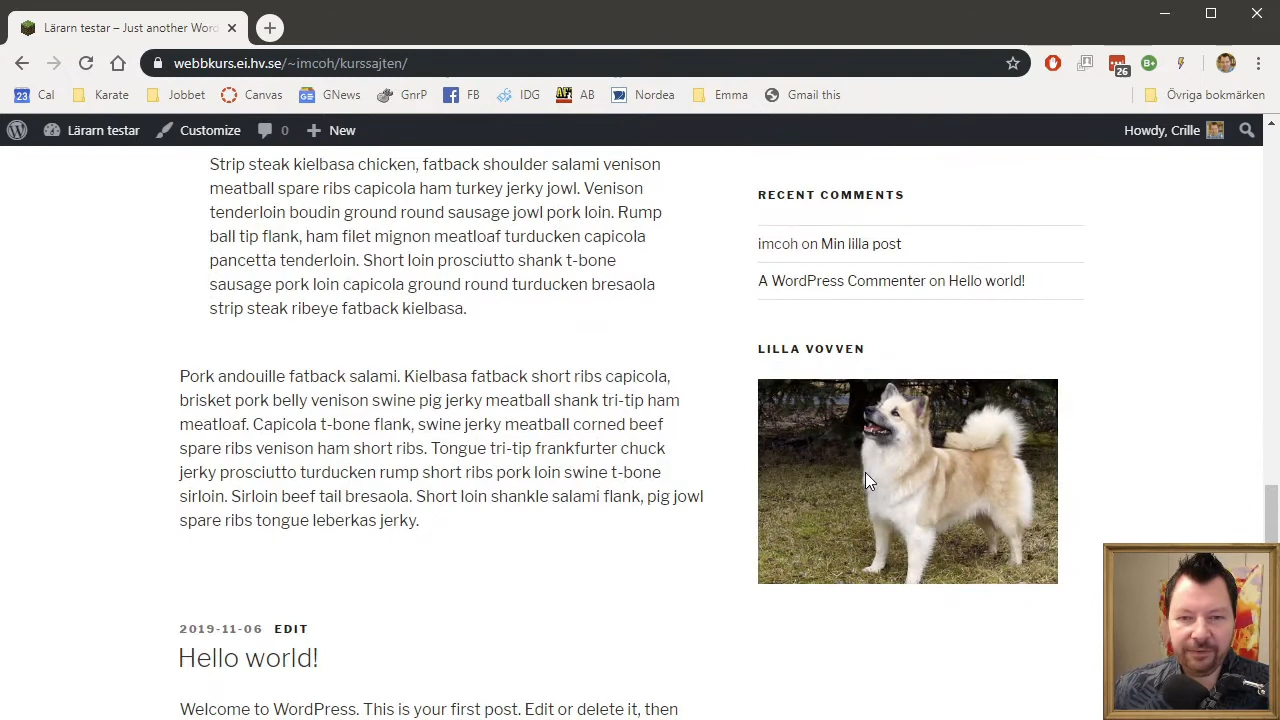 Lärarn testar – Just another Word
webbkurs.ei.hv.se/~imcoh/kurssajten/
26
23 Cal
Karate
Jobbet
Canvas
GNews
GnrP
FB
IDG
AB
Nordea
Emma
Gmail this
Övriga bokmärken
Lärarn testar
Customize
0
New
Howdy, Crille
Strip steak kielbasa chicken, fatback shoulder salami venison
meatball spare ribs capicola ham turkey jerky jowl. Venison
tenderloin boudin ground round sausage jowl pork loin. Rump
ball tip flank, ham filet mignon meatloaf turducken capicola
pancetta tenderloin. Short loin prosciutto shank t-bone
sausage pork loin capicola ground round turducken bresaola
strip steak ribeye fatback kielbasa.
Pork andouille fatback salami. Kielbasa fatback short ribs capicola,
brisket pork belly venison swine pig jerky meatball shank tri-tip ham
meatloaf. Capicola t-bone flank, swine jerky meatball corned beef
spare ribs venison ham short ribs. Tongue tri-tip frankfurter chuck
jerky prosciutto turducken rump short ribs pork loin swine t-bone
sirloin. Sirloin beef tail bresaola. Short loin shankle salami flank, pig jowl
spare ribs tongue leberkas jerky.
2019-11-06 EDIT
Hello world!
Welcome to WordPress. This is your first post. Edit or delete it, then
RECENT COMMENTS
imcoh on Min lilla post
A WordPress Commenter on Hello world!
LILLA VOVVEN